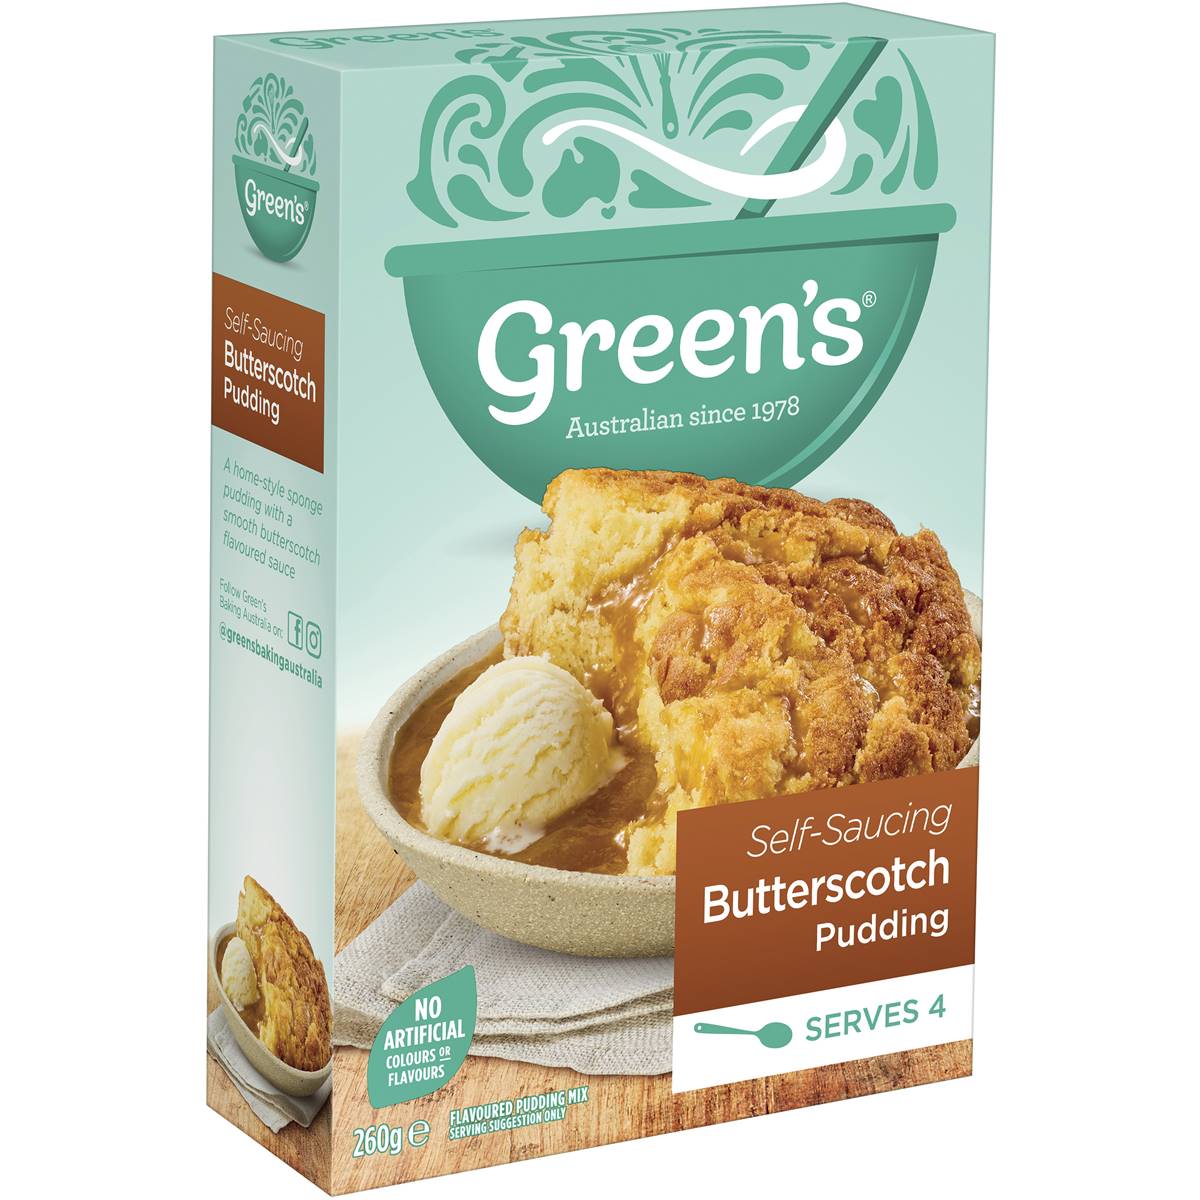 Green's
Green's®
Self-Saucing
Butterscotch
Pudding
A home-style sponge
pudding with a
smooth butterscotch
flavoured sauce
Follow Green's
Baking Australia on:
@greensbakingaustralia
Green's®
Australian since 1978
Self-Saucing
Butterscotch
Pudding
SERVES 4
NO
ARTIFICIAL
COLOURS OR
FLAVOURS
260g e
FLAVOURED PUDDING MIX
SERVING SUGGESTION ONLY